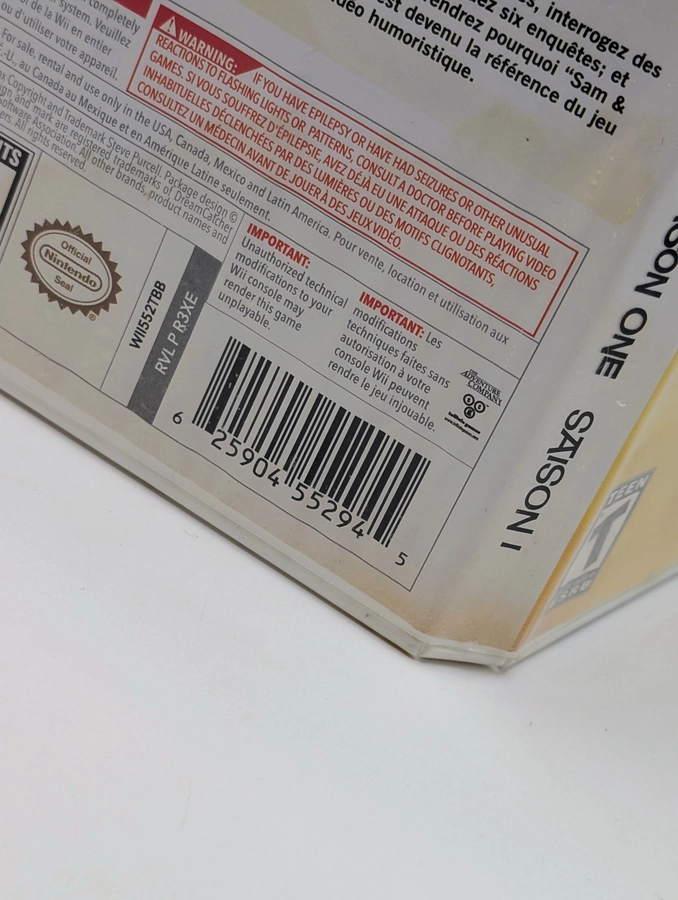 completely
system. Veuillez
de la Wii en entier
ou d'utiliser votre appareil.
, interrogez des
ez six enquêtes; et
endrez pourquoi “Sam &
est devenu la référence du jeu
déo humoristique.
WARNING: IF YOU HAVE EPILEPSY OR HAVE HAD SEIZURES OR OTHER UNUSUAL
REACTIONS TO FLASHING LIGHTS OR PATTERNS, CONSULT A DOCTOR BEFORE PLAYING VIDEO
GAMES. SI VOUS SOUFFREZ D'ÉPILEPSIE, AVEZ DÉJÀ EU UNE ATTAQUE OU DES RÉACTIONS
INHABITUELLES DÉCLENCHÉES PAR DES LUMIÈRES OU DES MOTIFS CLIGNOTANTS,
CONSULTEZ UN MÉDECIN AVANT DE JOUER À DES JEUX VIDÉO.
For sale, rental and use only in the USA, Canada, Mexico and Latin America. Pour vente, location et utilisation aux
.-U., au Canada au Mexique et en Amérique Latine seulement.
Copyright and Trademark Steve Purcell. Package design ©
and Park are registered trademarks of DreamCatcher
Software Association. All other brands, product names and
ers. All rights reserved.
TS
Official
Nintendo
Seal
®
WII552TBB
RVL P R3XE
IMPORTANT:
Unauthorized technical
modifications to your
Wii console may
render this game
unplayable.
IMPORTANT: Les
modifications
techniques faites sans
autorisation à votre
console Wii peuvent
rendre le jeu injouable.
THE
ADVENTURE
COMPANY
6 25904 55294 5
SON ONE
SAISON I
TEEN
T
ESRB